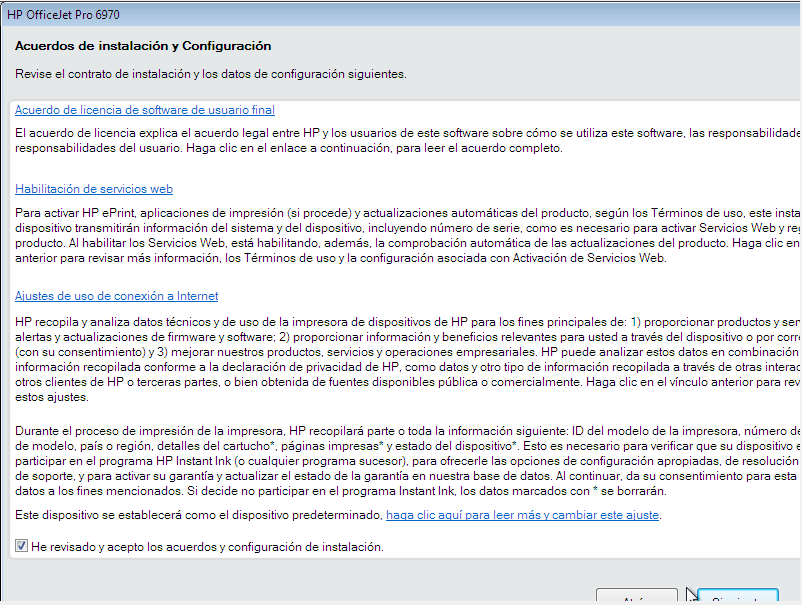 HP OfficeJet Pro 6970
Acuerdos de instalación y Configuración
Revise el contrato de instalación y los datos de configuración siguientes.
Acuerdo de licencia de software de usuario final
El acuerdo de licencia explica el acuerdo legal entre HP y los usuarios de este software sobre cómo se utiliza este software, las responsabilidade
responsabilidades del usuario. Haga clic en el enlace a continuación, para leer el acuerdo completo.
Habilitación de servicios web
Para activar HP ePrint, aplicaciones de impresión (si procede) y actualizaciones automáticas del producto, según los Términos de uso, este insta
dispositivo transmitirán información del sistema y del dispositivo, incluyendo número de serie, como es necesario para activar Servicios Web y reg
producto. Al habilitar los Servicios Web, está habilitando, además, la comprobación automática de las actualizaciones del producto. Haga clic en
anterior para revisar más información, los Términos de uso y la configuración asociada con Activación de Servicios Web.
Ajustes de uso de conexión a Internet
HP recopila y analiza datos técnicos y de uso de la impresora de dispositivos de HP para los fines principales de: 1) proporcionar productos y ser
alertas y actualizaciones de firmware y software; 2) proporcionar información y beneficios relevantes para usted a través del dispositivo o por corre
(con su consentimiento) y 3) mejorar nuestros productos, servicios y operaciones empresariales. HP puede analizar estos datos en combinación
información recopilada conforme a la declaración de privacidad de HP, como datos y otro tipo de información recopilada a través de otras interac
otros clientes de HP o terceras partes, o bien obtenida de fuentes disponibles pública o comercialmente. Haga clic en el vínculo anterior para rev
estos ajustes.
Durante el proceso de impresión de la impresora, HP recopilará parte o toda la información siguiente: ID del modelo de la impresora, número de
de modelo, país o región, detalles del cartucho*, páginas impresas* y estado del dispositivo*. Esto es necesario para verificar que su dispositivo e
participar en el programa HP Instant Ink (o cualquier programa sucesor), para ofrecerle las opciones de configuración apropiadas, de resolución
de soporte, y para activar su garantía y actualizar el estado de la garantía en nuestra base de datos. Al continuar, da su consentimiento para esta
datos a los fines mencionados. Si decide no participar en el programa Instant Ink, los datos marcados con * se borrarán.
Este dispositivo se establecerá como el dispositivo predeterminado, haga clic aquí para leer más y cambiar este ajuste.
He revisado y acepto los acuerdos y configuración de instalación.